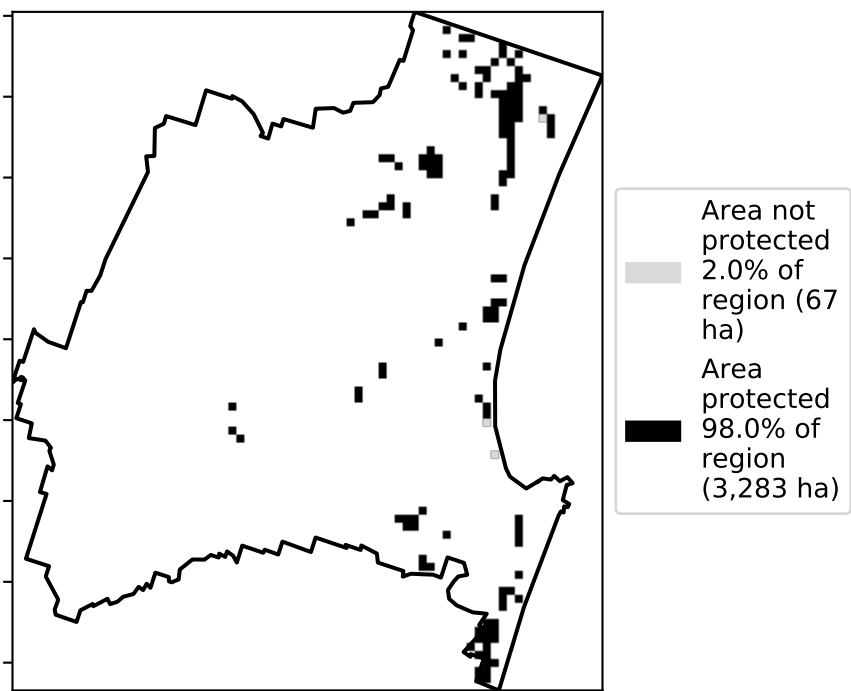 Area not
protected
2.0% of
region (67
ha)
Area
protected
98.0% of
region
(3,283 ha)